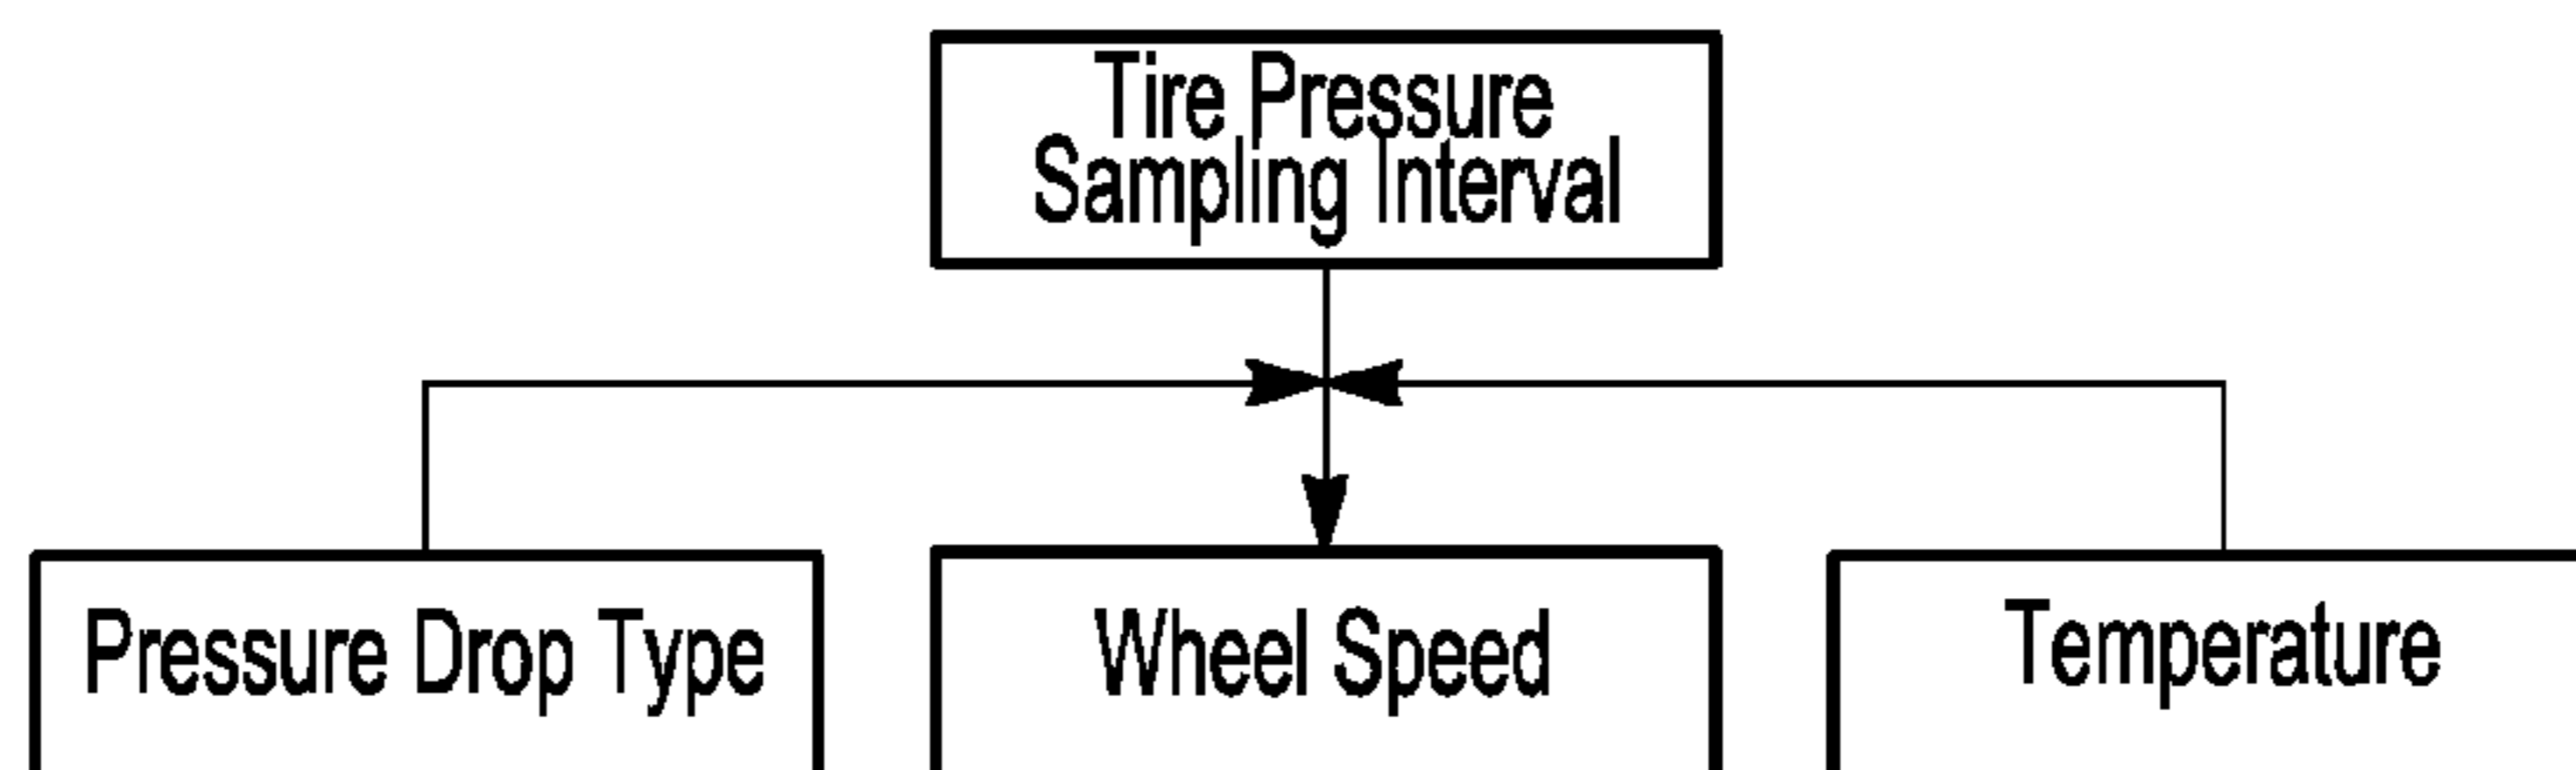 Tire Pressure
Sampling Interval
Pressure Drop Type
Wheel Speed
Temperature